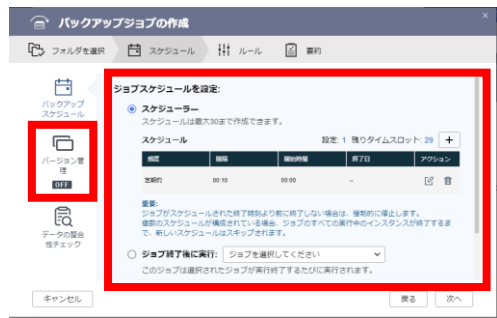 バックアップジョブの作成
×
フォルダを選択
スケジュール
ルール
要約
バックアップ
スケジュール
バージョン管
理
OFF
データの整合
性チェック
ジョブスケジュールを設定:
スケジューラー
スケジュールは最大30まで作成できます。
スケジュール 設定: 1 残りタイムスロット: 29 +
頻度 間隔 開始時間 終了日 アクション
定期的 00:10 00:00 --
重要:
ジョブがスケジュールされた終了時刻より前に終了しない場合は、強制的に停止します。
複数のスケジュールが構成されている場合、ジョブのすべての実行中のインスタンスが終了するま
で、新しいスケジュールはスキップされます。
ジョブ終了後に実行: ジョブを選択してください
このジョブは選択されたジョブが実行終了するたびに実行されます。
キャンセル
戻る
次へ